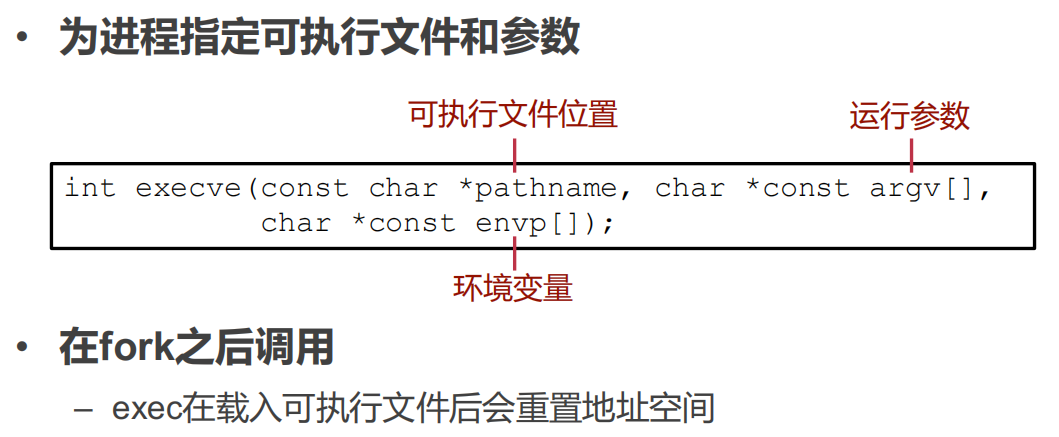 • 为进程指定可执行文件和参数
可执行文件位置
运行参数
int execve(const char *pathname, char *const argv[],
char *const envp[]);
环境变量
• 在fork之后调用
– exec在载入可执行文件后会重置地址空间